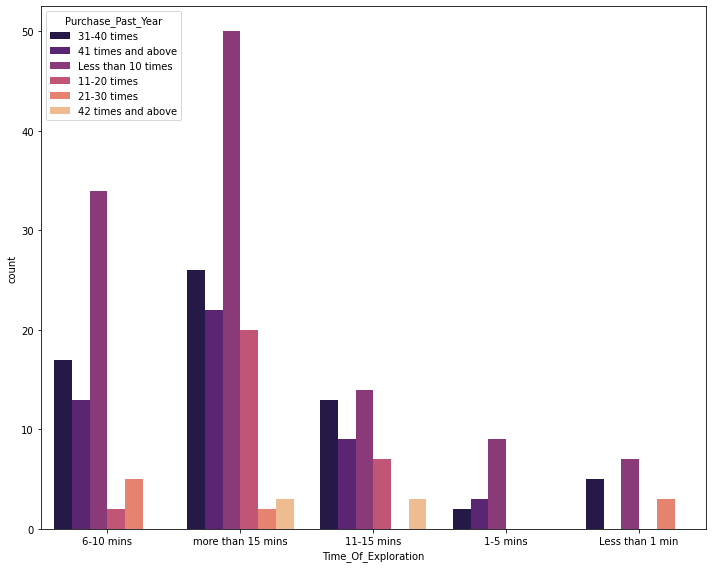 Purchase_Past_Year
31-40 times
41 times and above
Less than 10 times
11-20 times
21-30 times
42 times and above
50
40
30
20
10
0
count
6-10 mins
more than 15 mins
11-15 mins
1-5 mins
Less than 1 min
Time_Of_Exploration